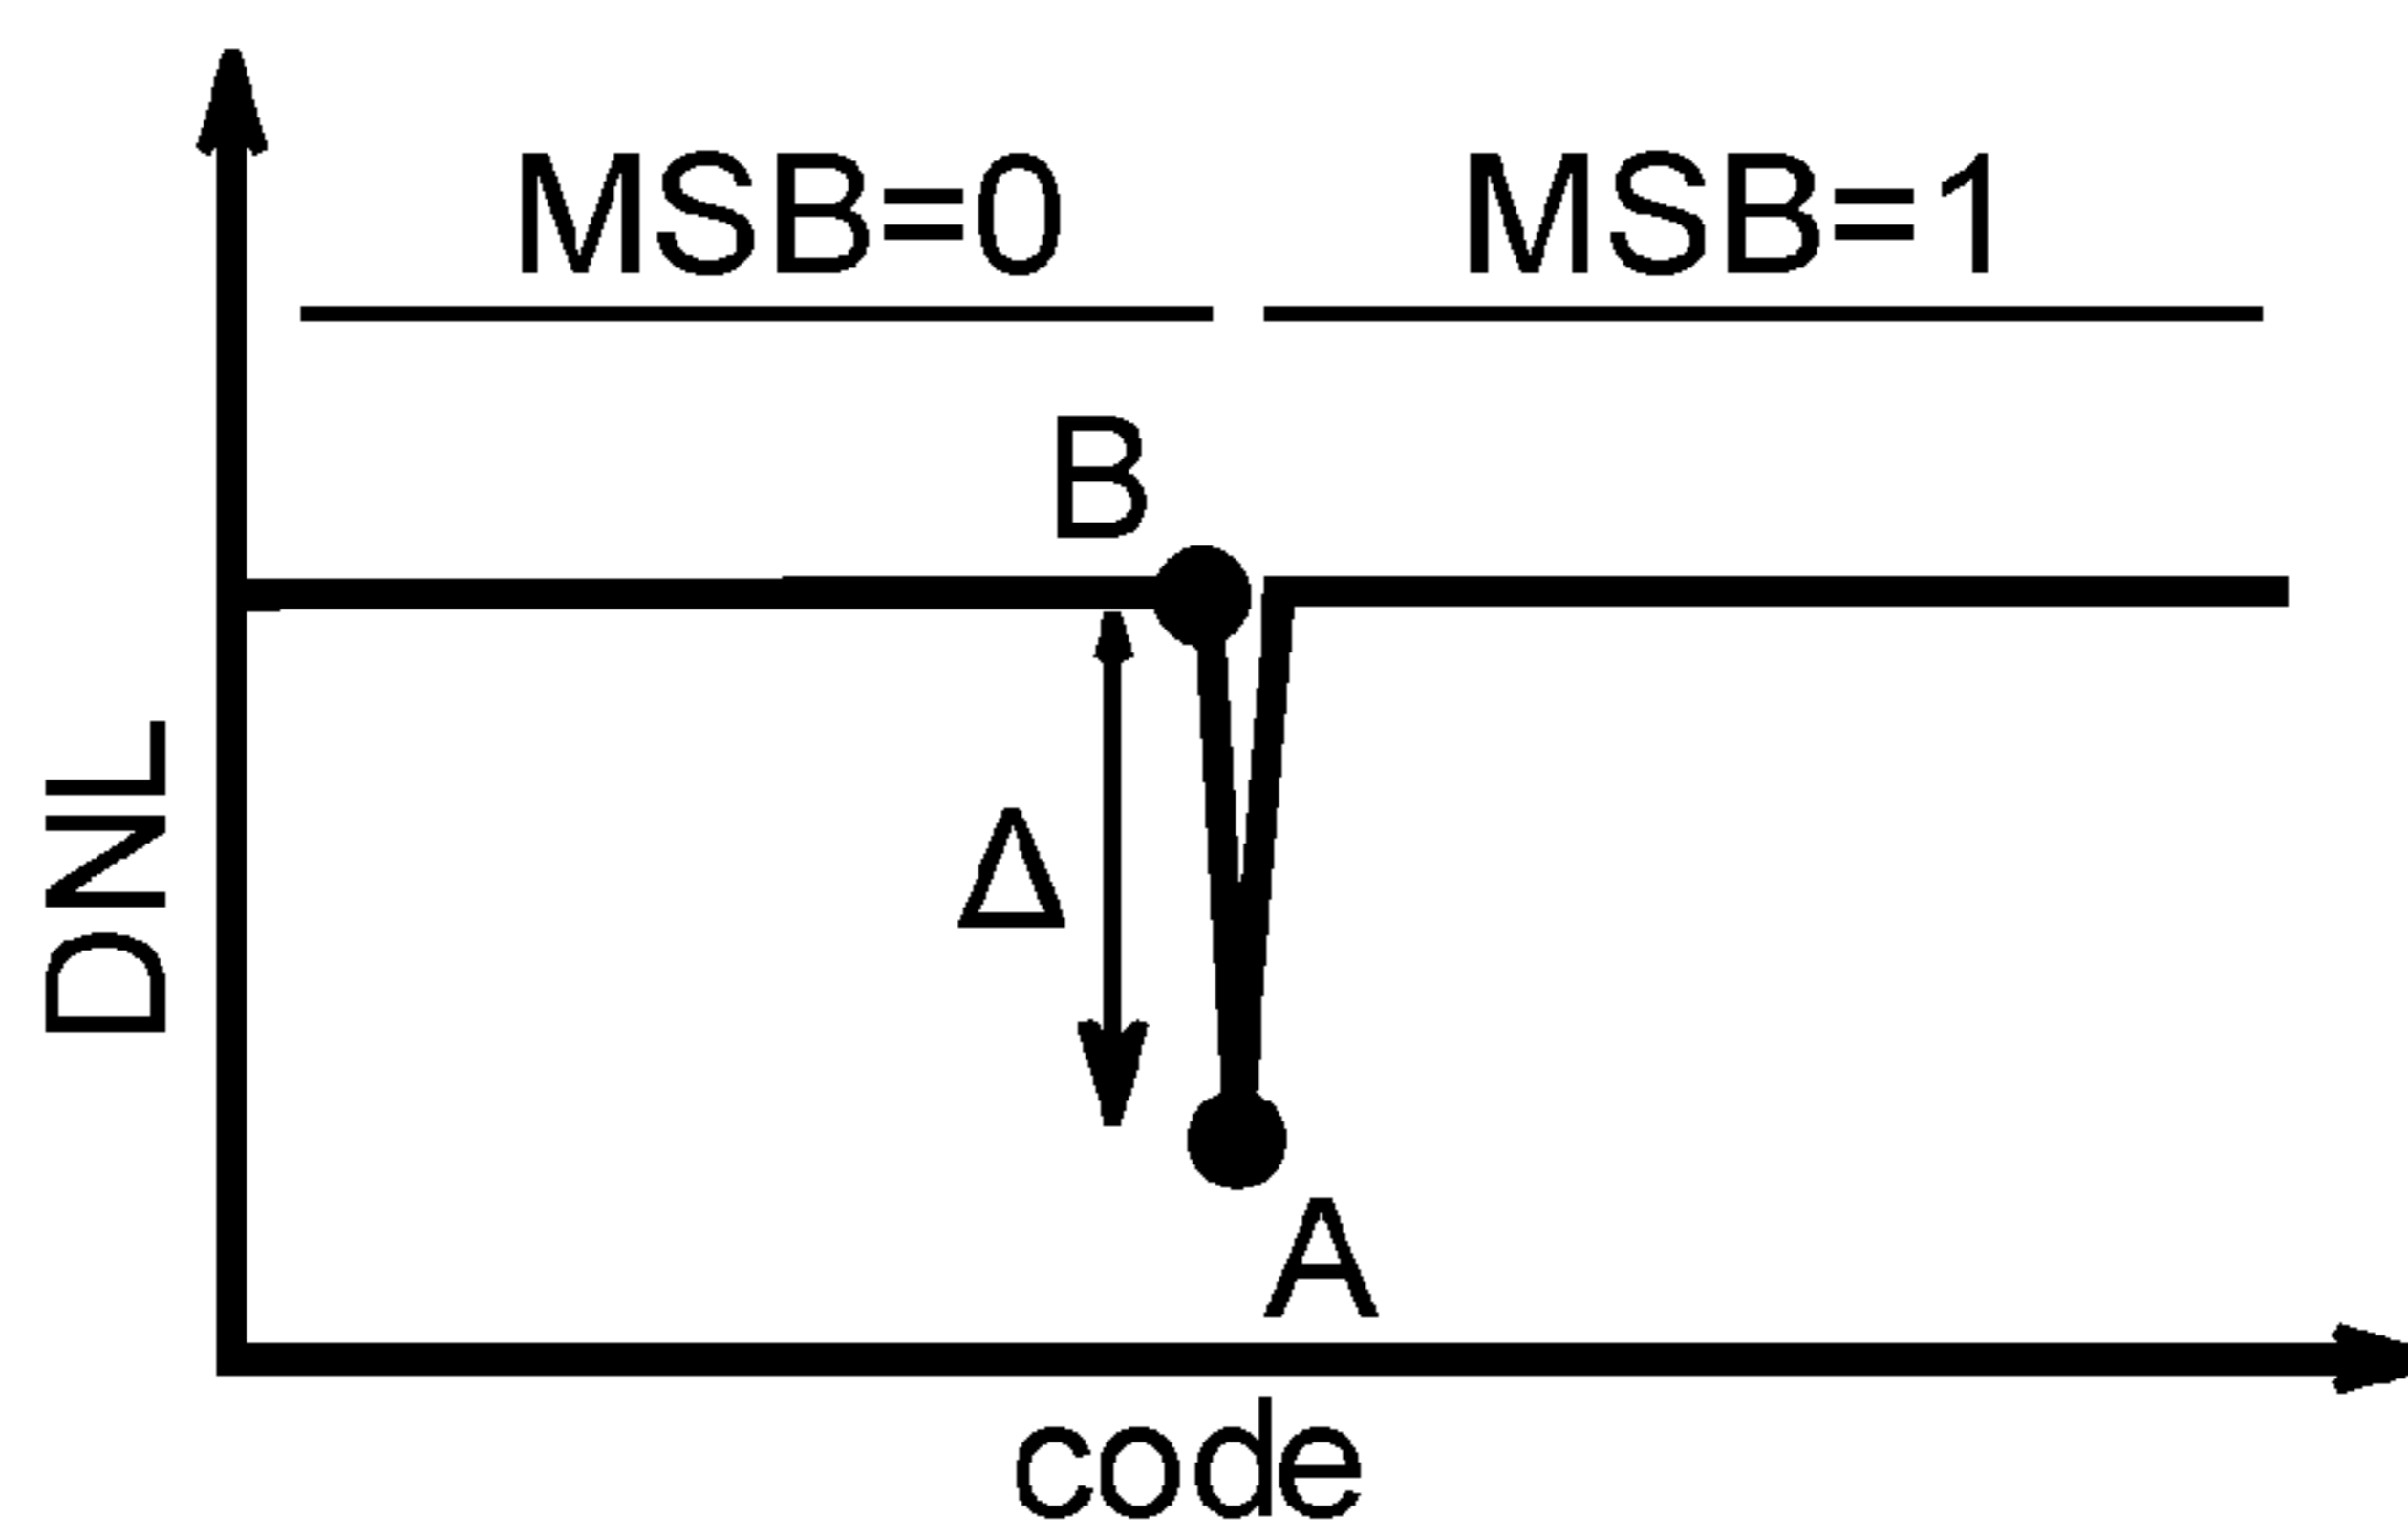 MSB=0 MSB=1
B
Δ
DNL
A
code